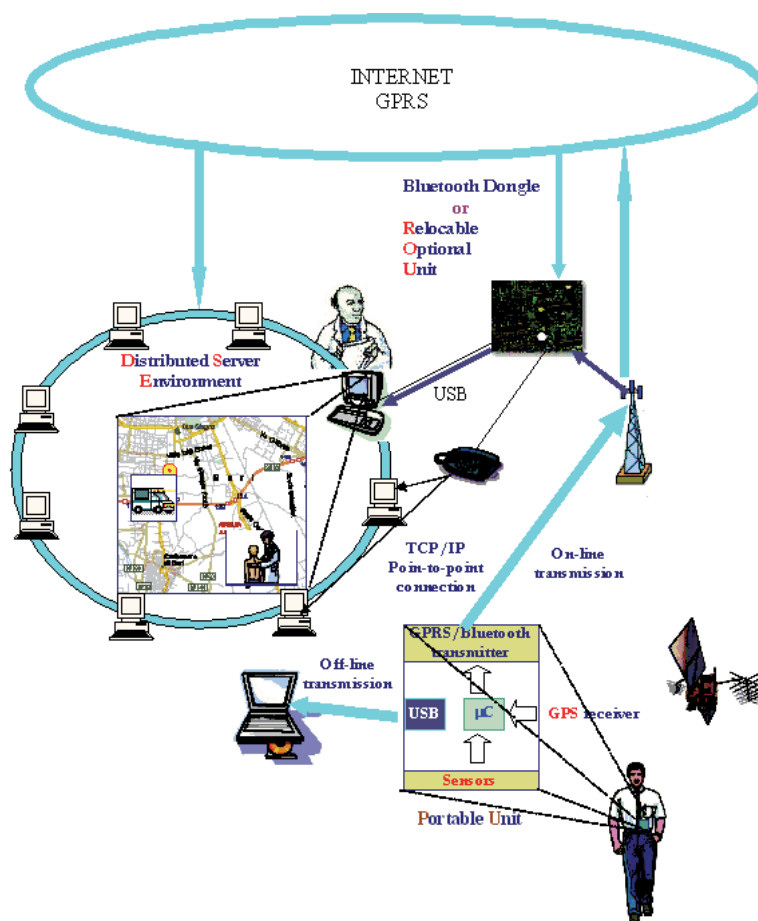 INTERNET
GPRS
Bluetooth Dongle
or
Relocable
Optional
Unit
Distributed Server
Environment
USB
TCP/IP
Poin-to-point
connection
On-line
transmission
GPRS/bluetooth
transmitter
Off-line
transmission
USB
µC
GPS receiver
Sensors
Portable Unit